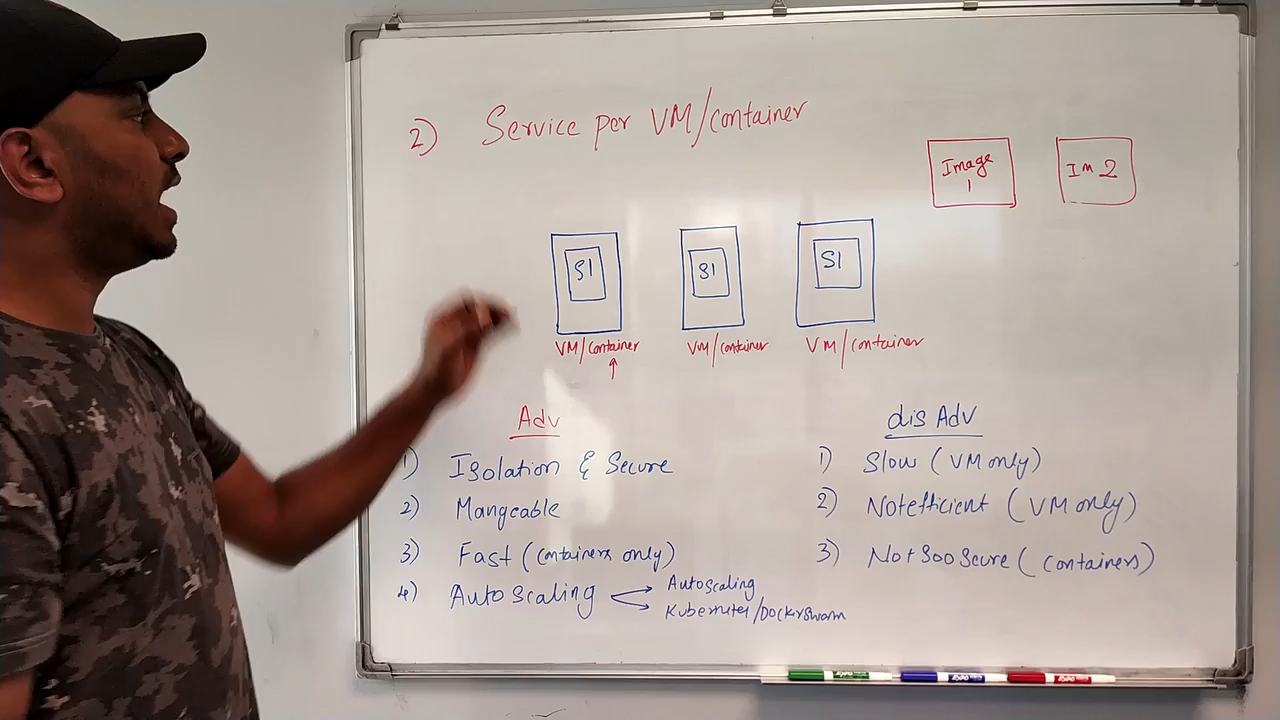 2) Service per VM/container
Image
1
Im 2
S1
S1
S1
VM/container
VM/container
VM/container
Adv
1) Isolation & Secure
2) Mangeable
3) Fast (containers only)
4) Auto Scaling
Autoscaling
Kubernutes/Dockerswarm
dis Adv
1) Slow (VM only)
2) Not efficient (VM only)
3) Not soo secure (containers)